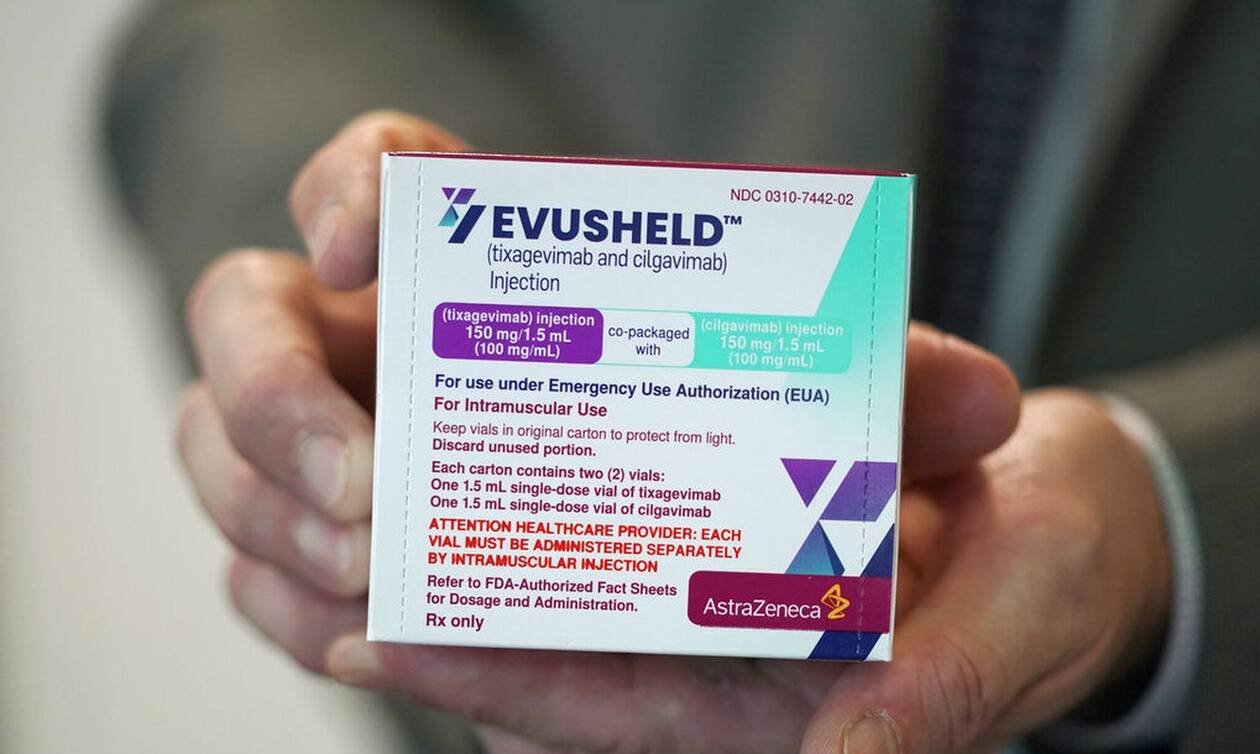 NDC 0310-7442-02
EVUSHELD™
(tixagevimab and cilgavimab)
Injection
(tixagevimab) injection
150 mg/1.5 mL
(100 mg/mL)
co-packaged
with
(cilgavimab) injection
150 mg/1.5 mL
(100 mg/mL)
For use under Emergency Use Authorization (EUA)
For Intramuscular Use
Keep vials in original carton to protect from light.
Discard unused portion.
Each carton contains two (2) vials:
One 1.5 mL single-dose vial of tixagevimab
One 1.5 mL single-dose vial of cilgavimab
ATTENTION HEALTHCARE PROVIDER: EACH
VIAL MUST BE ADMINISTERED SEPARATELY
BY INTRAMUSCULAR INJECTION
Refer to FDA-Authorized Fact Sheets
for Dosage and Administration.
Rx only
AstraZeneca